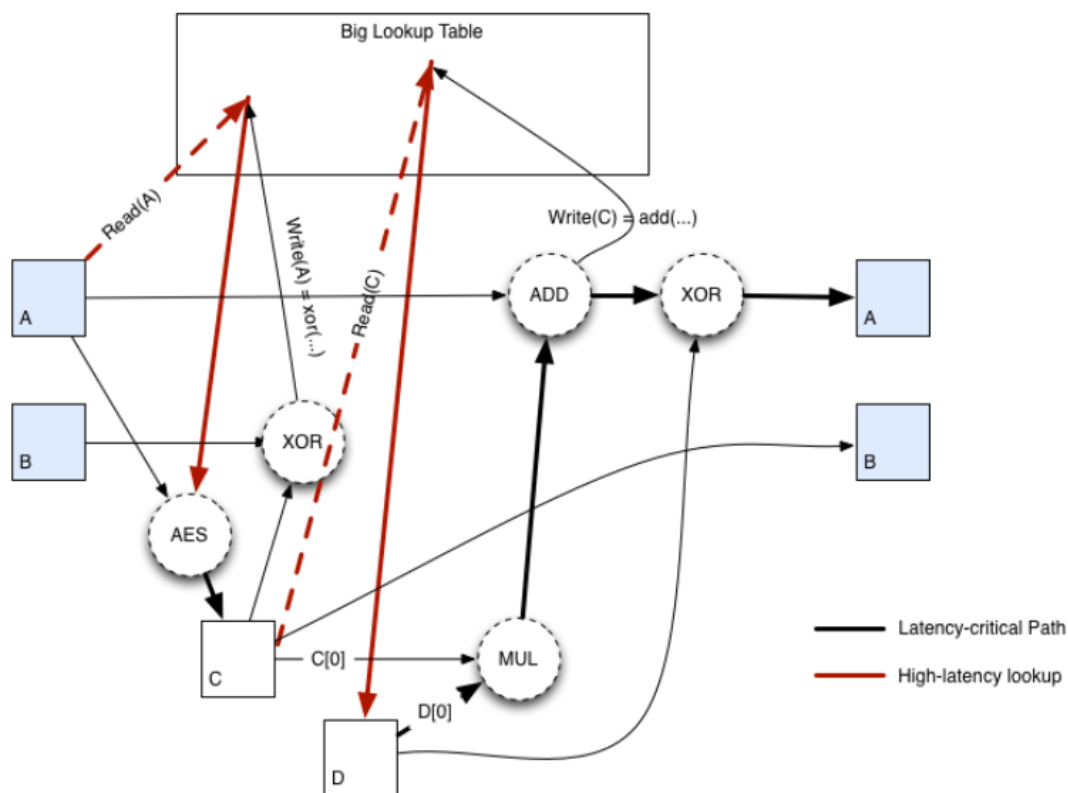 Big Lookup Table
Read(A)
Write(A) = xor(...)
Read(C)
Write(C) = add(...)
A
ADD
XOR
A
B
XOR
B
AES
C
C[0]
MUL
D[0]
D
Latency-critical Path
High-latency lookup